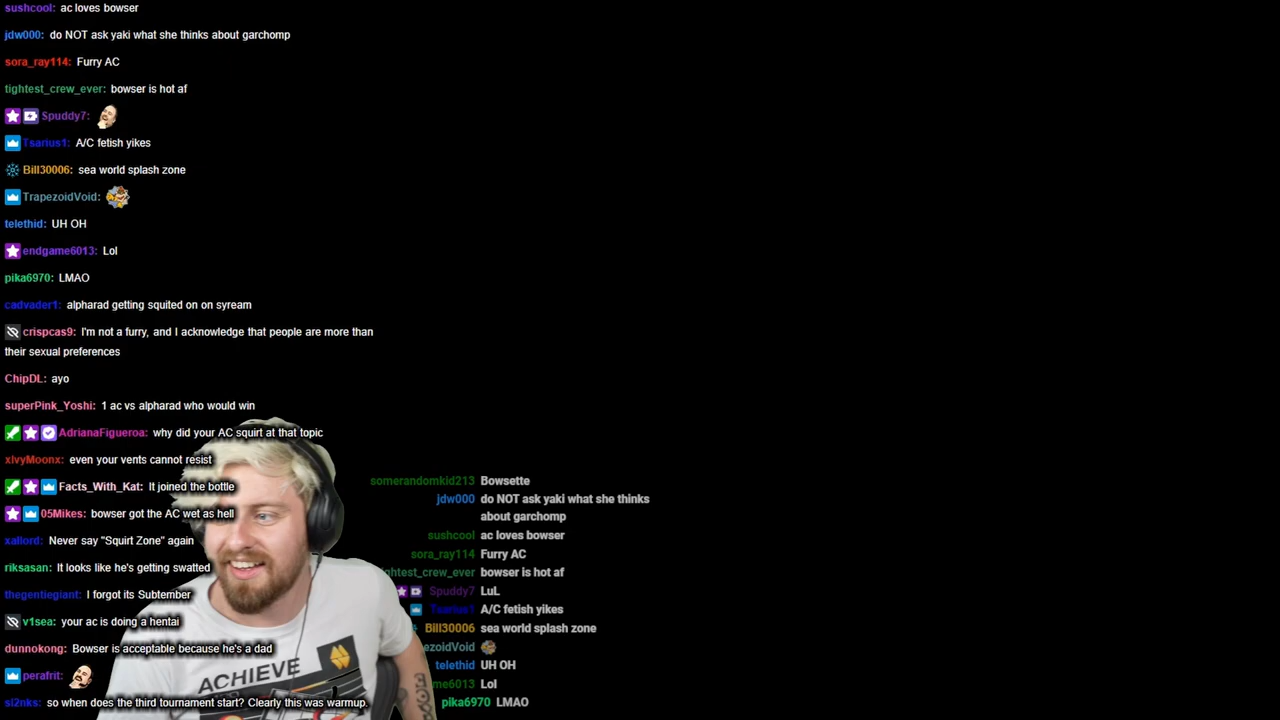 sushcool: ac loves bowser
jdw000: do NOT ask yaki what she thinks about garchomp
sora_ray114: Furry AC
tightest_crew_ever: bowser is hot af
Spuddy7:
Tsarius1: A/C fetish yikes
Bill30006: sea world splash zone
TrapezoidVoid:
telethid: UH OH
endgame6013: Lol
pika6970: LMAO
cadvader1: alpharad getting squited on on syream
crispcas9: I'm not a furry, and I acknowledge that people are more than
their sexual preferences
ChipDL: ayo
superPink_Yoshi: 1 ac vs alpharad who would win
AdrianaFigueroa: why did your AC squirt at that topic
xIvyMoonx: even your vents cannot resist
Facts_With_Kat: It joined the bottle
05Mikes: bowser got the AC wet as hell
xallord: Never say "Squirt Zone" again
riksasan: It looks like he's getting swatted
thegentiegiant: I forgot its Subtember
v1sea: your ac is doing a hentai
dunnokong: Bowser is acceptable because he's a dad
perafrit:
sl2nks: so when does the third tournament start? Clearly this was warmup.
somerandomkid213 Bowsette
jdw000 do NOT ask yaki what she thinks
about garchomp
sushcool ac loves bowser
sora_ray114 Furry AC
ghtest_crew_ever bowser is hot af
Spuddy7 LuL
Tsarius1 A/C fetish yikes
Bill30006 sea world splash zone
ezoidVoid
telethid UH OH
me6013 Lol
pika6970 LMAO
ACHIEVE